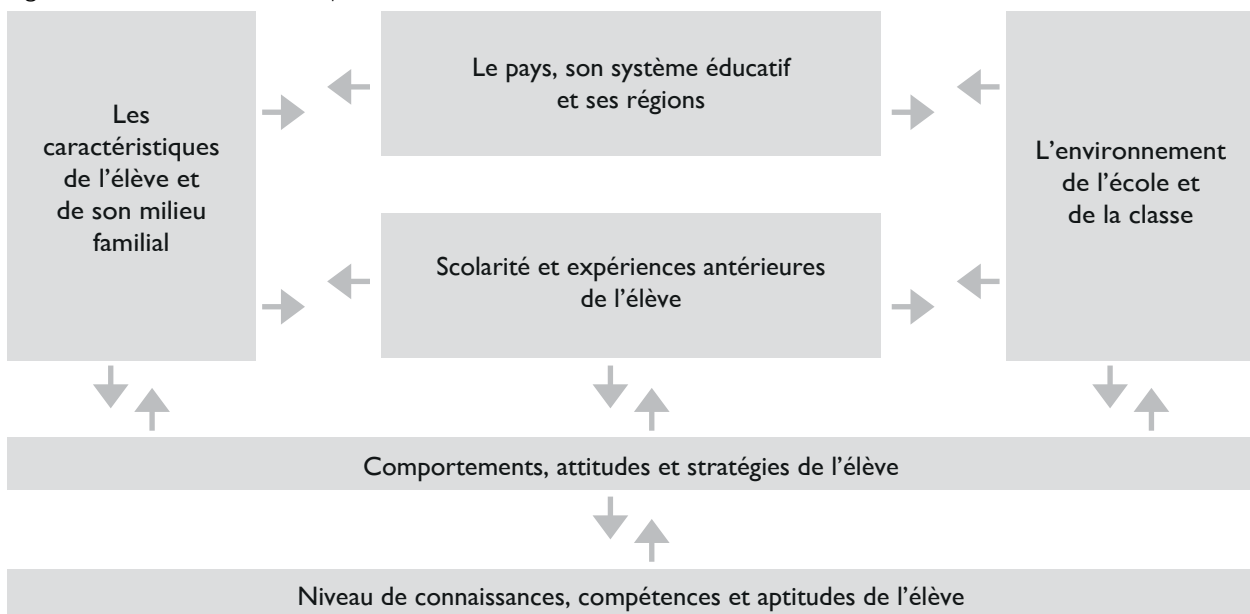 Les
caractéristiques
de l'élève et
de son milieu
familial
Le pays, son système éducatif
et ses régions
Scolarité et expériences antérieures
de l'élève
L'environnement
de l'école et
de la classe
Comportements, attitudes et stratégies de l'élève
Niveau de connaissances, compétences et aptitudes de l'élève